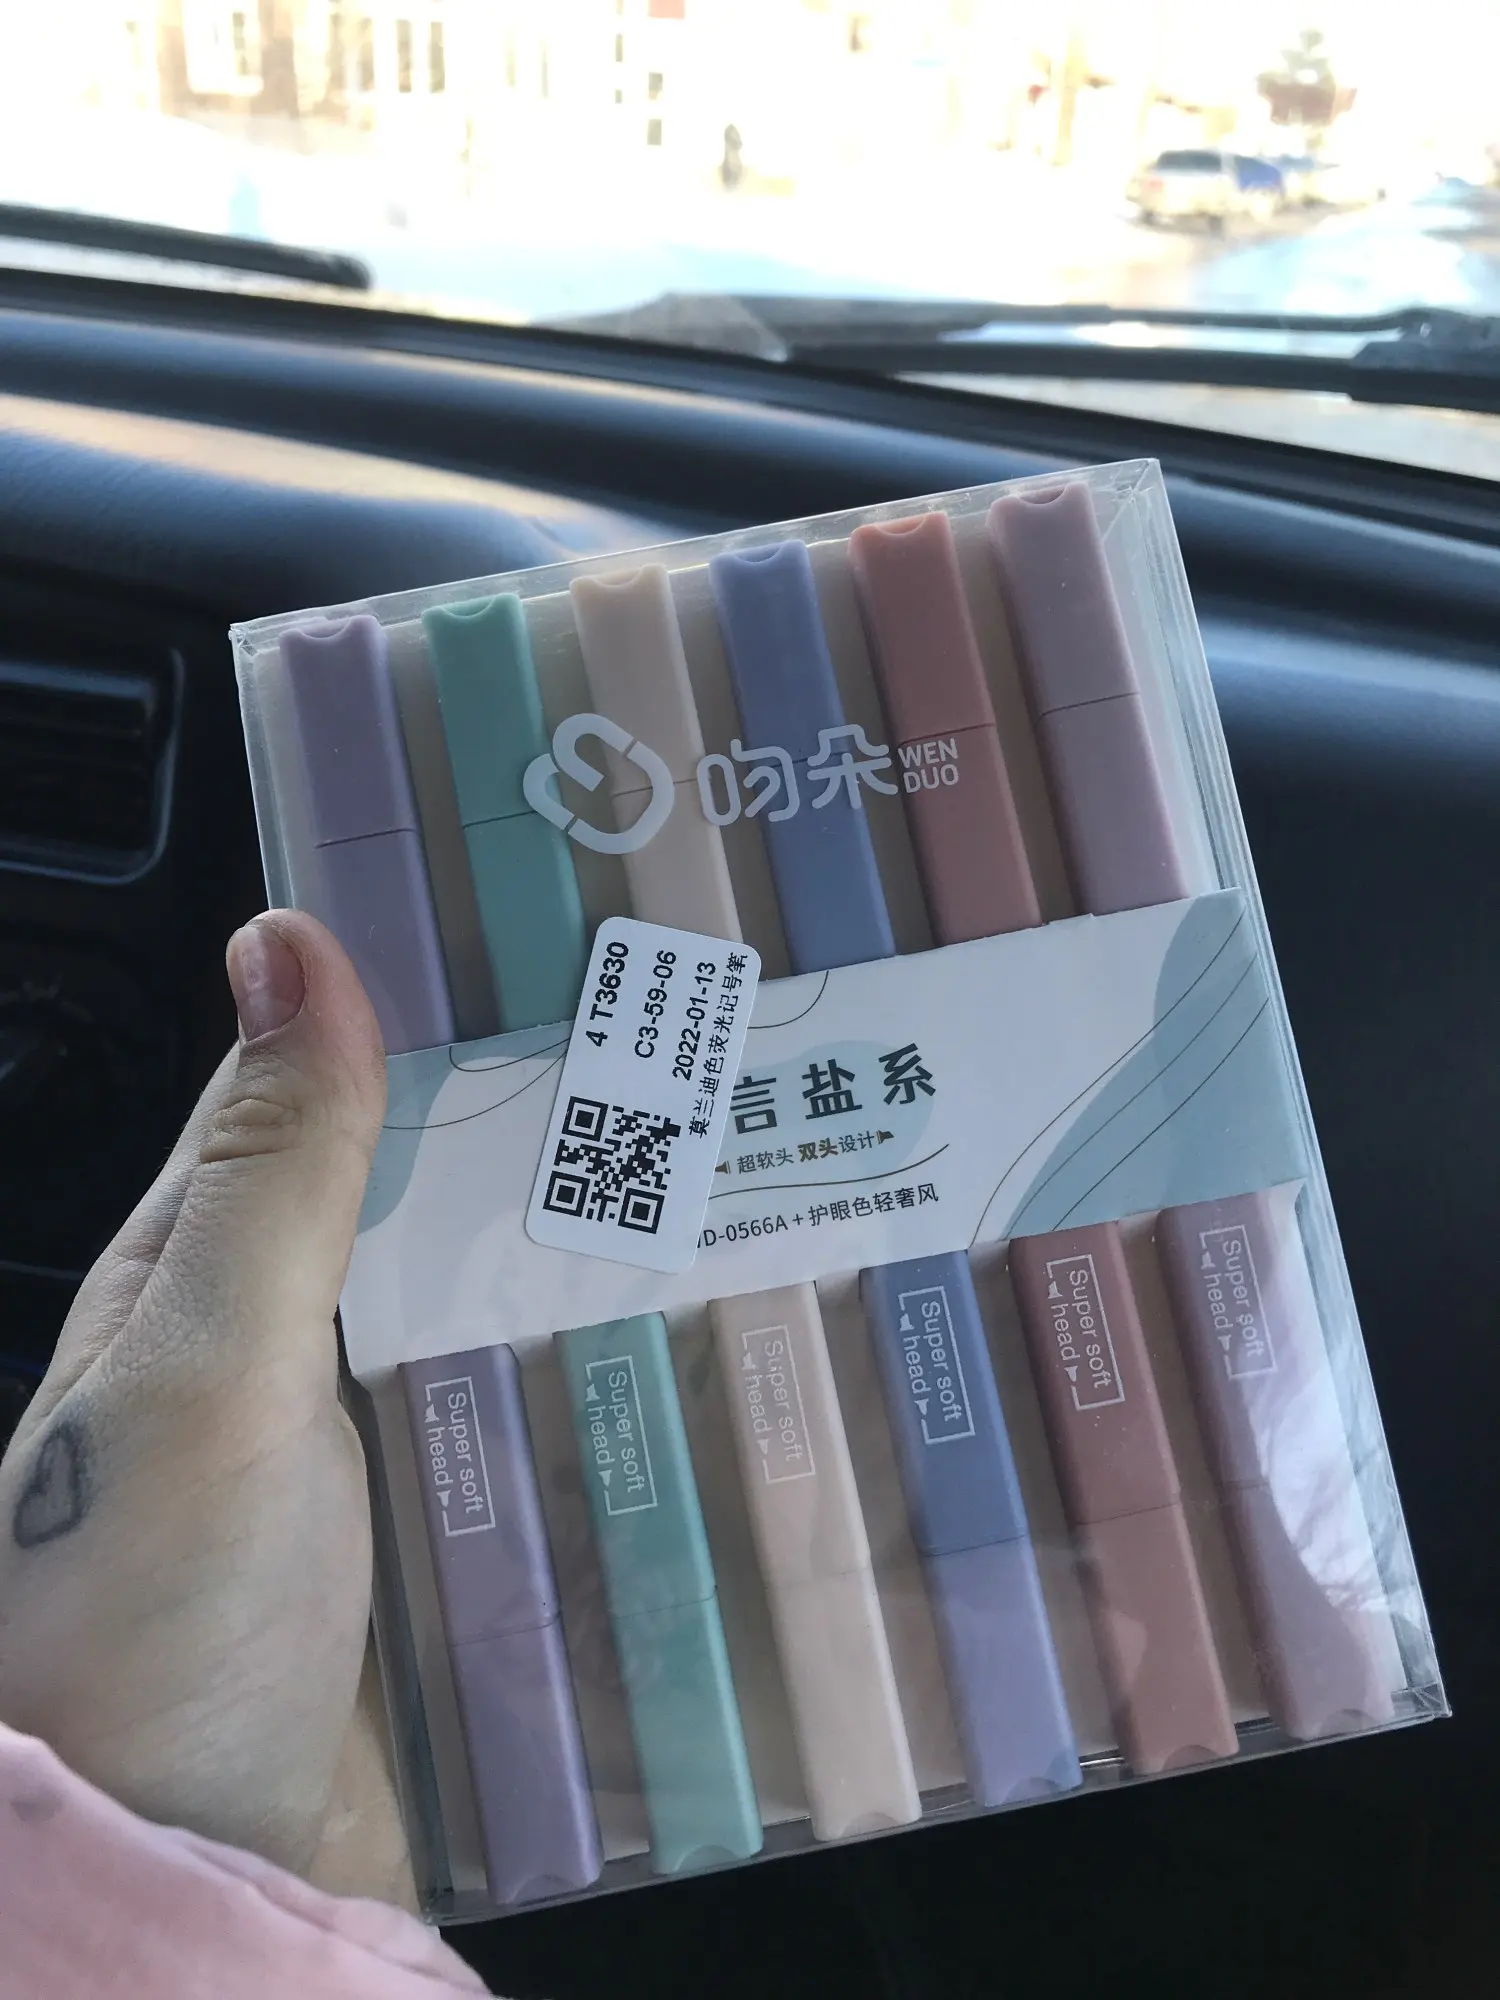 吻朵 WEN
DUO
4 T3630
C3-59-06
2022-01-13
莫兰迪色荧光记号笔
言盐系
超软头 双头设计
D-0566A + 护眼色轻奢风
Super soft
head
Super soft
head
Super soft
head
Super soft
head
Super soft
head
Super soft
head